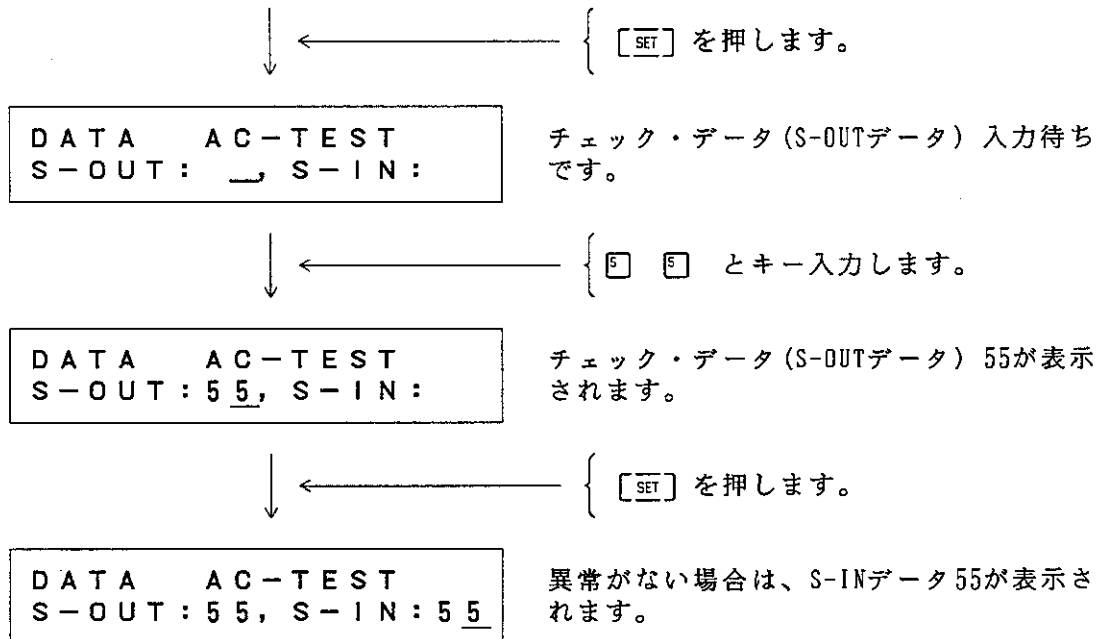 SET を押します。
DATA AC-TEST
S-OUT: _, S-IN:
チェック・データ(S-OUTデータ)入力待ち
です。
5 5 とキー入力します。
DATA AC-TEST
S-OUT:55, S-IN:
チェック・データ(S-OUTデータ)55が表示
されます。
SET を押します。
DATA AC-TEST
S-OUT:55, S-IN:55
異常がない場合は、S-INデータ55が表示さ
れます。